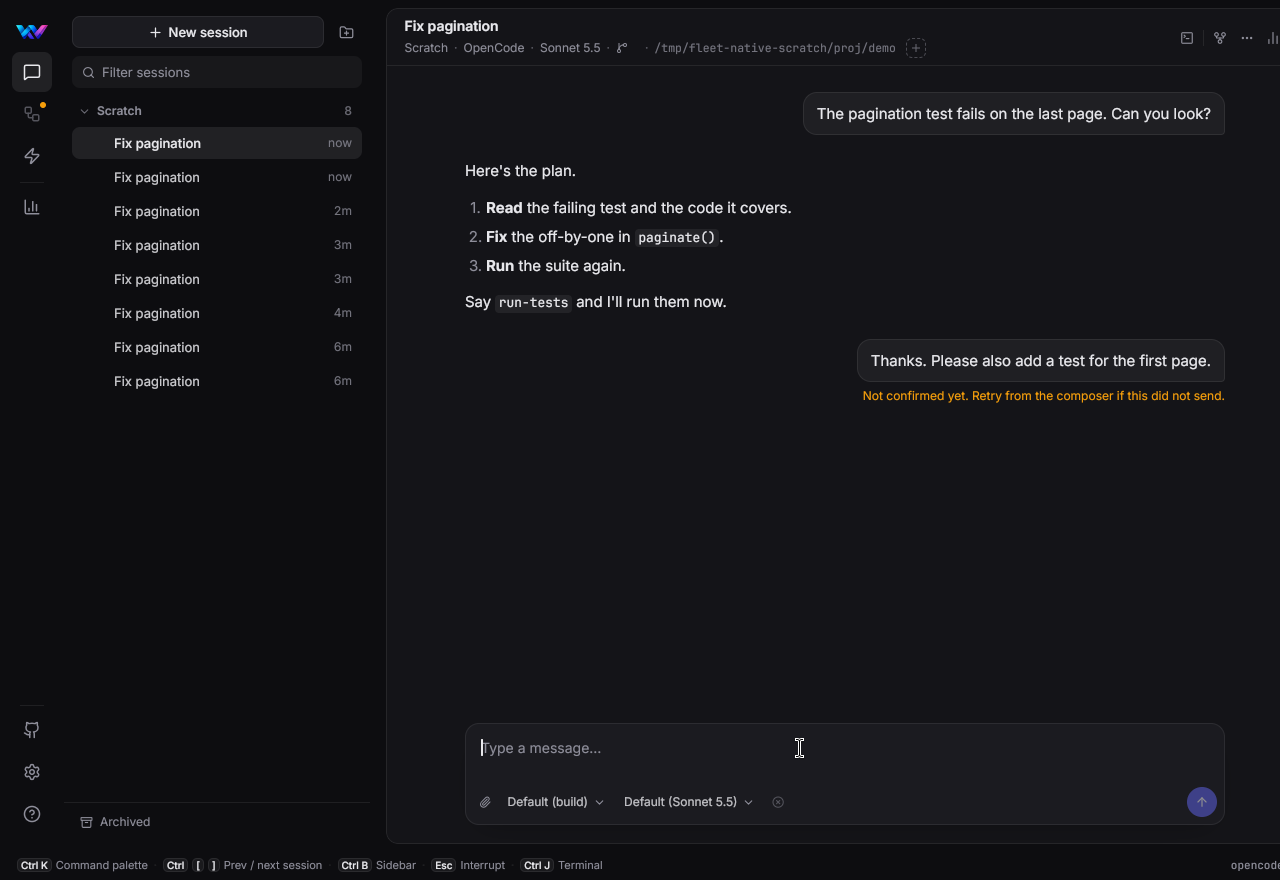 New session
Filter sessions
Scratch 8
Fix pagination now
Fix pagination now
Fix pagination 2m
Fix pagination 3m
Fix pagination 3m
Fix pagination 4m
Fix pagination 6m
Fix pagination 6m
Archived
Fix pagination
Scratch · OpenCode · Sonnet 5.5 · · /tmp/fleet-native-scratch/proj/demo
The pagination test fails on the last page. Can you look?
Here's the plan.
1. Read the failing test and the code it covers.
2. Fix the off-by-one in paginate().
3. Run the suite again.
Say run-tests and I'll run them now.
Thanks. Please also add a test for the first page.
Not confirmed yet. Retry from the composer if this did not send.
Type a message...
Default (build) Default (Sonnet 5.5)
Ctrl K Command palette · Ctrl [ ] Prev / next session · Ctrl B Sidebar · Esc Interrupt · Ctrl J Terminal opencode